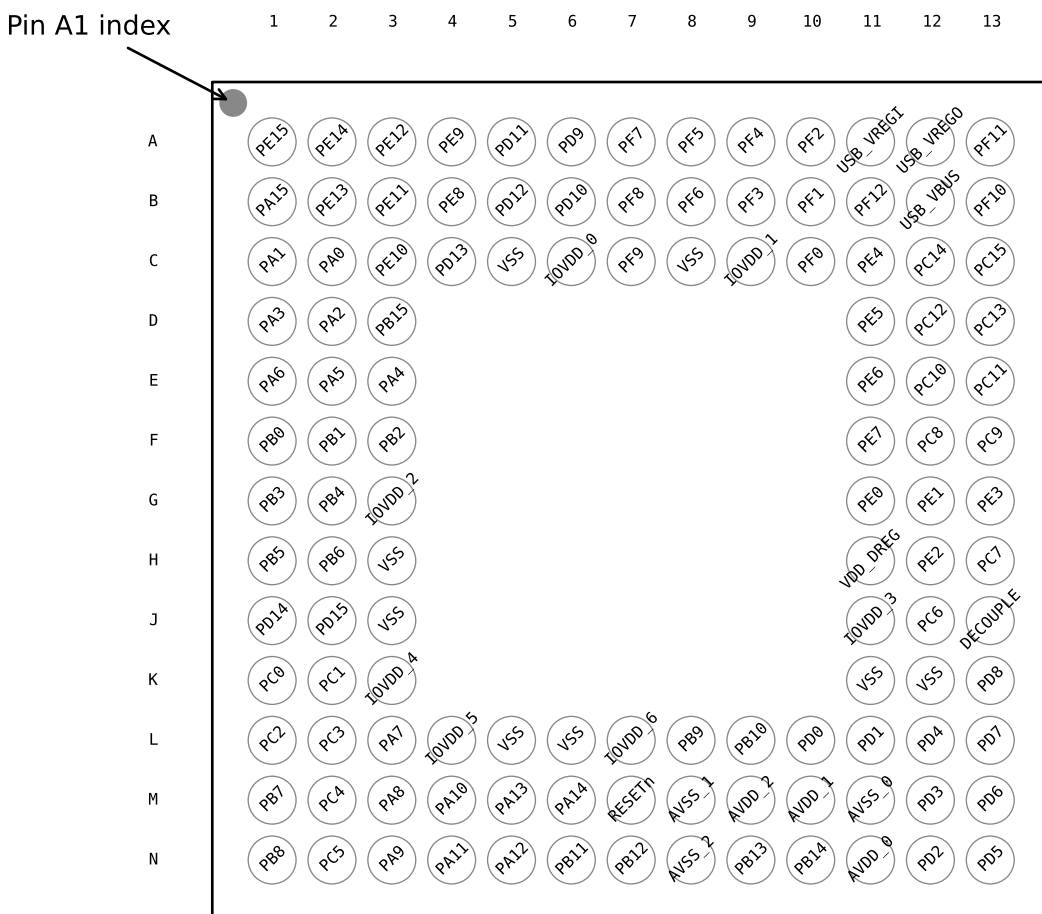 Pin A1 index
1 2 3 4 5 6 7 8 9 10 11 12 13
A PE15 PE14 PE12 PE9 PD11 PD9 PF7 PF5 PF4 PF2 USB_VREGI USB_VREGO PF11
B PA15 PE13 PE11 PE8 PD12 PD10 PF8 PF6 PF3 PF1 PF12 USB_VBUS PF10
C PA1 PA0 PE10 PD13 VSS IOVDD_0 PF9 VSS IOVDD_1 PF0 PE4 PC14 PC15
D PA3 PA2 PB15 PE5 PC12 PC13
E PA6 PA5 PA4 PE6 PC10 PC11
F PB0 PB1 PB2 PE7 PC8 PC9
G PB3 PB4 IOVDD_2 PE0 PE1 PE3
H PB5 PB6 VSS VDD_DREG PE2 PC7
J PD14 PD15 VSS IOVDD_3 PC6 DECOUPLE
K PC0 PC1 IOVDD_4 VSS VSS PD8
L PC2 PC3 PA7 IOVDD_5 VSS VSS IOVDD_6 PB9 PB10 PD0 PD1 PD4 PD7
M PB7 PC4 PA8 PA10 PA13 PA14 RESETn AVSS_1 AVDD_2 AVDD_1 AVSS_0 PD3 PD6
N PB8 PC5 PA9 PA11 PA12 PB11 PB12 AVSS_2 PB13 PB14 AVDD_0 PD2 PD5